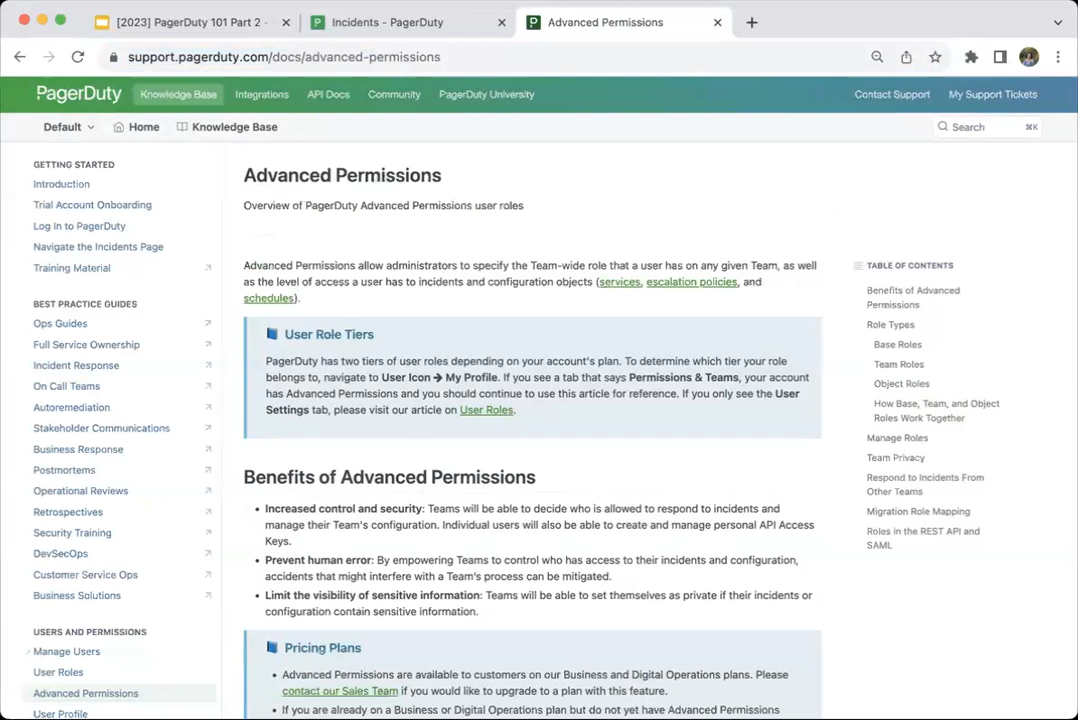 [2023] PagerDuty 101 Part 2 -
Incidents - PagerDuty
Advanced Permissions
support.pagerduty.com/docs/advanced-permissions
PagerDuty
Knowledge Base
Integrations
API Docs
Community
PagerDuty University
Contact Support
My Support Tickets
Default
Home
Knowledge Base
Search
⌘K
GETTING STARTED
Introduction
Trial Account Onboarding
Log In to PagerDuty
Navigate the Incidents Page
Training Material
BEST PRACTICE GUIDES
Ops Guides
Full Service Ownership
Incident Response
On Call Teams
Autoremediation
Stakeholder Communications
Business Response
Postmortems
Operational Reviews
Retrospectives
Security Training
DevSecOps
Customer Service Ops
Business Solutions
USERS AND PERMISSIONS
Manage Users
User Roles
Advanced Permissions
User Profile
Advanced Permissions
Overview of PagerDuty Advanced Permissions user roles
Advanced Permissions allow administrators to specify the Team-wide role that a user has on any given Team, as well
as the level of access a user has to incidents and configuration objects (services, escalation policies, and
schedules).
User Role Tiers
PagerDuty has two tiers of user roles depending on your account's plan. To determine which tier your role
belongs to, navigate to User Icon → My Profile. If you see a tab that says Permissions & Teams, your account
has Advanced Permissions and you should continue to use this article for reference. If you only see the User
Settings tab, please visit our article on User Roles.
Benefits of Advanced Permissions
• Increased control and security: Teams will be able to decide who is allowed to respond to incidents and
manage their Team's configuration. Individual users will also be able to create and manage personal API Access
Keys.
• Prevent human error: By empowering Teams to control who has access to their incidents and configuration,
accidents that might interfere with a Team's process can be mitigated.
• Limit the visibility of sensitive information: Teams will be able to set themselves as private if their incidents or
configuration contain sensitive information.
Pricing Plans
• Advanced Permissions are available to customers on our Business and Digital Operations plans. Please
contact our Sales Team if you would like to upgrade to a plan with this feature.
• If you are already on a Business or Digital Operations plan but do not yet have Advanced Permissions
TABLE OF CONTENTS
Benefits of Advanced
Permissions
Role Types
Base Roles
Team Roles
Object Roles
How Base, Team, and Object
Roles Work Together
Manage Roles
Team Privacy
Respond to Incidents From
Other Teams
Migration Role Mapping
Roles in the REST API and
SAML